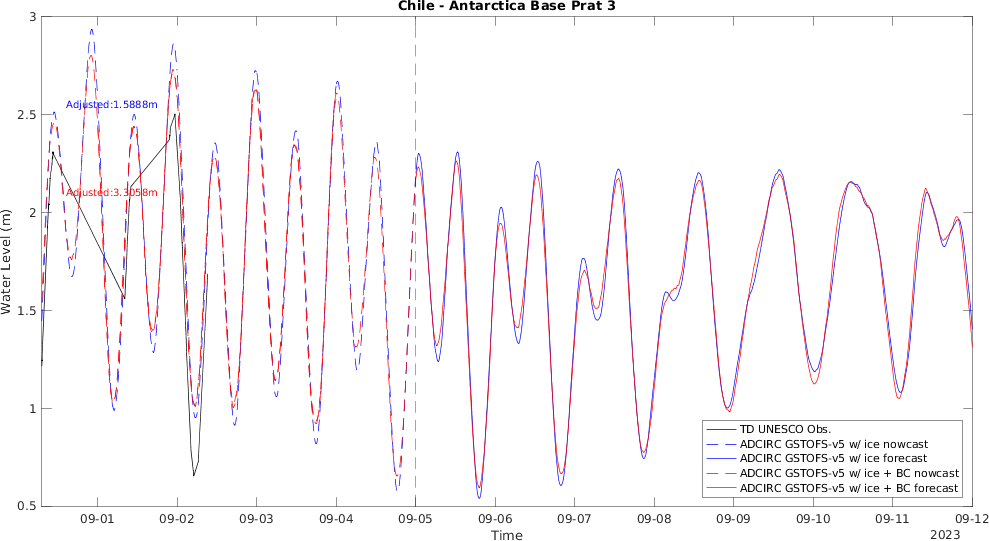 Chile - Antarctica Base Prat 3
3
2.5
2
1.5
1
0.5
Water Level (m)
Adjusted:1.5888m
Adjusted:3.3058m
TD UNESCO Obs.
ADCIRC GSTOFS-v5 w/ ice nowcast
ADCIRC GSTOFS-v5 w/ ice forecast
ADCIRC GSTOFS-v5 w/ ice + BC nowcast
ADCIRC GSTOFS-v5 w/ ice + BC forecast
09-01 09-02 09-03 09-04 09-05 09-06 09-07 09-08 09-09 09-10 09-11 09-12
Time
2023